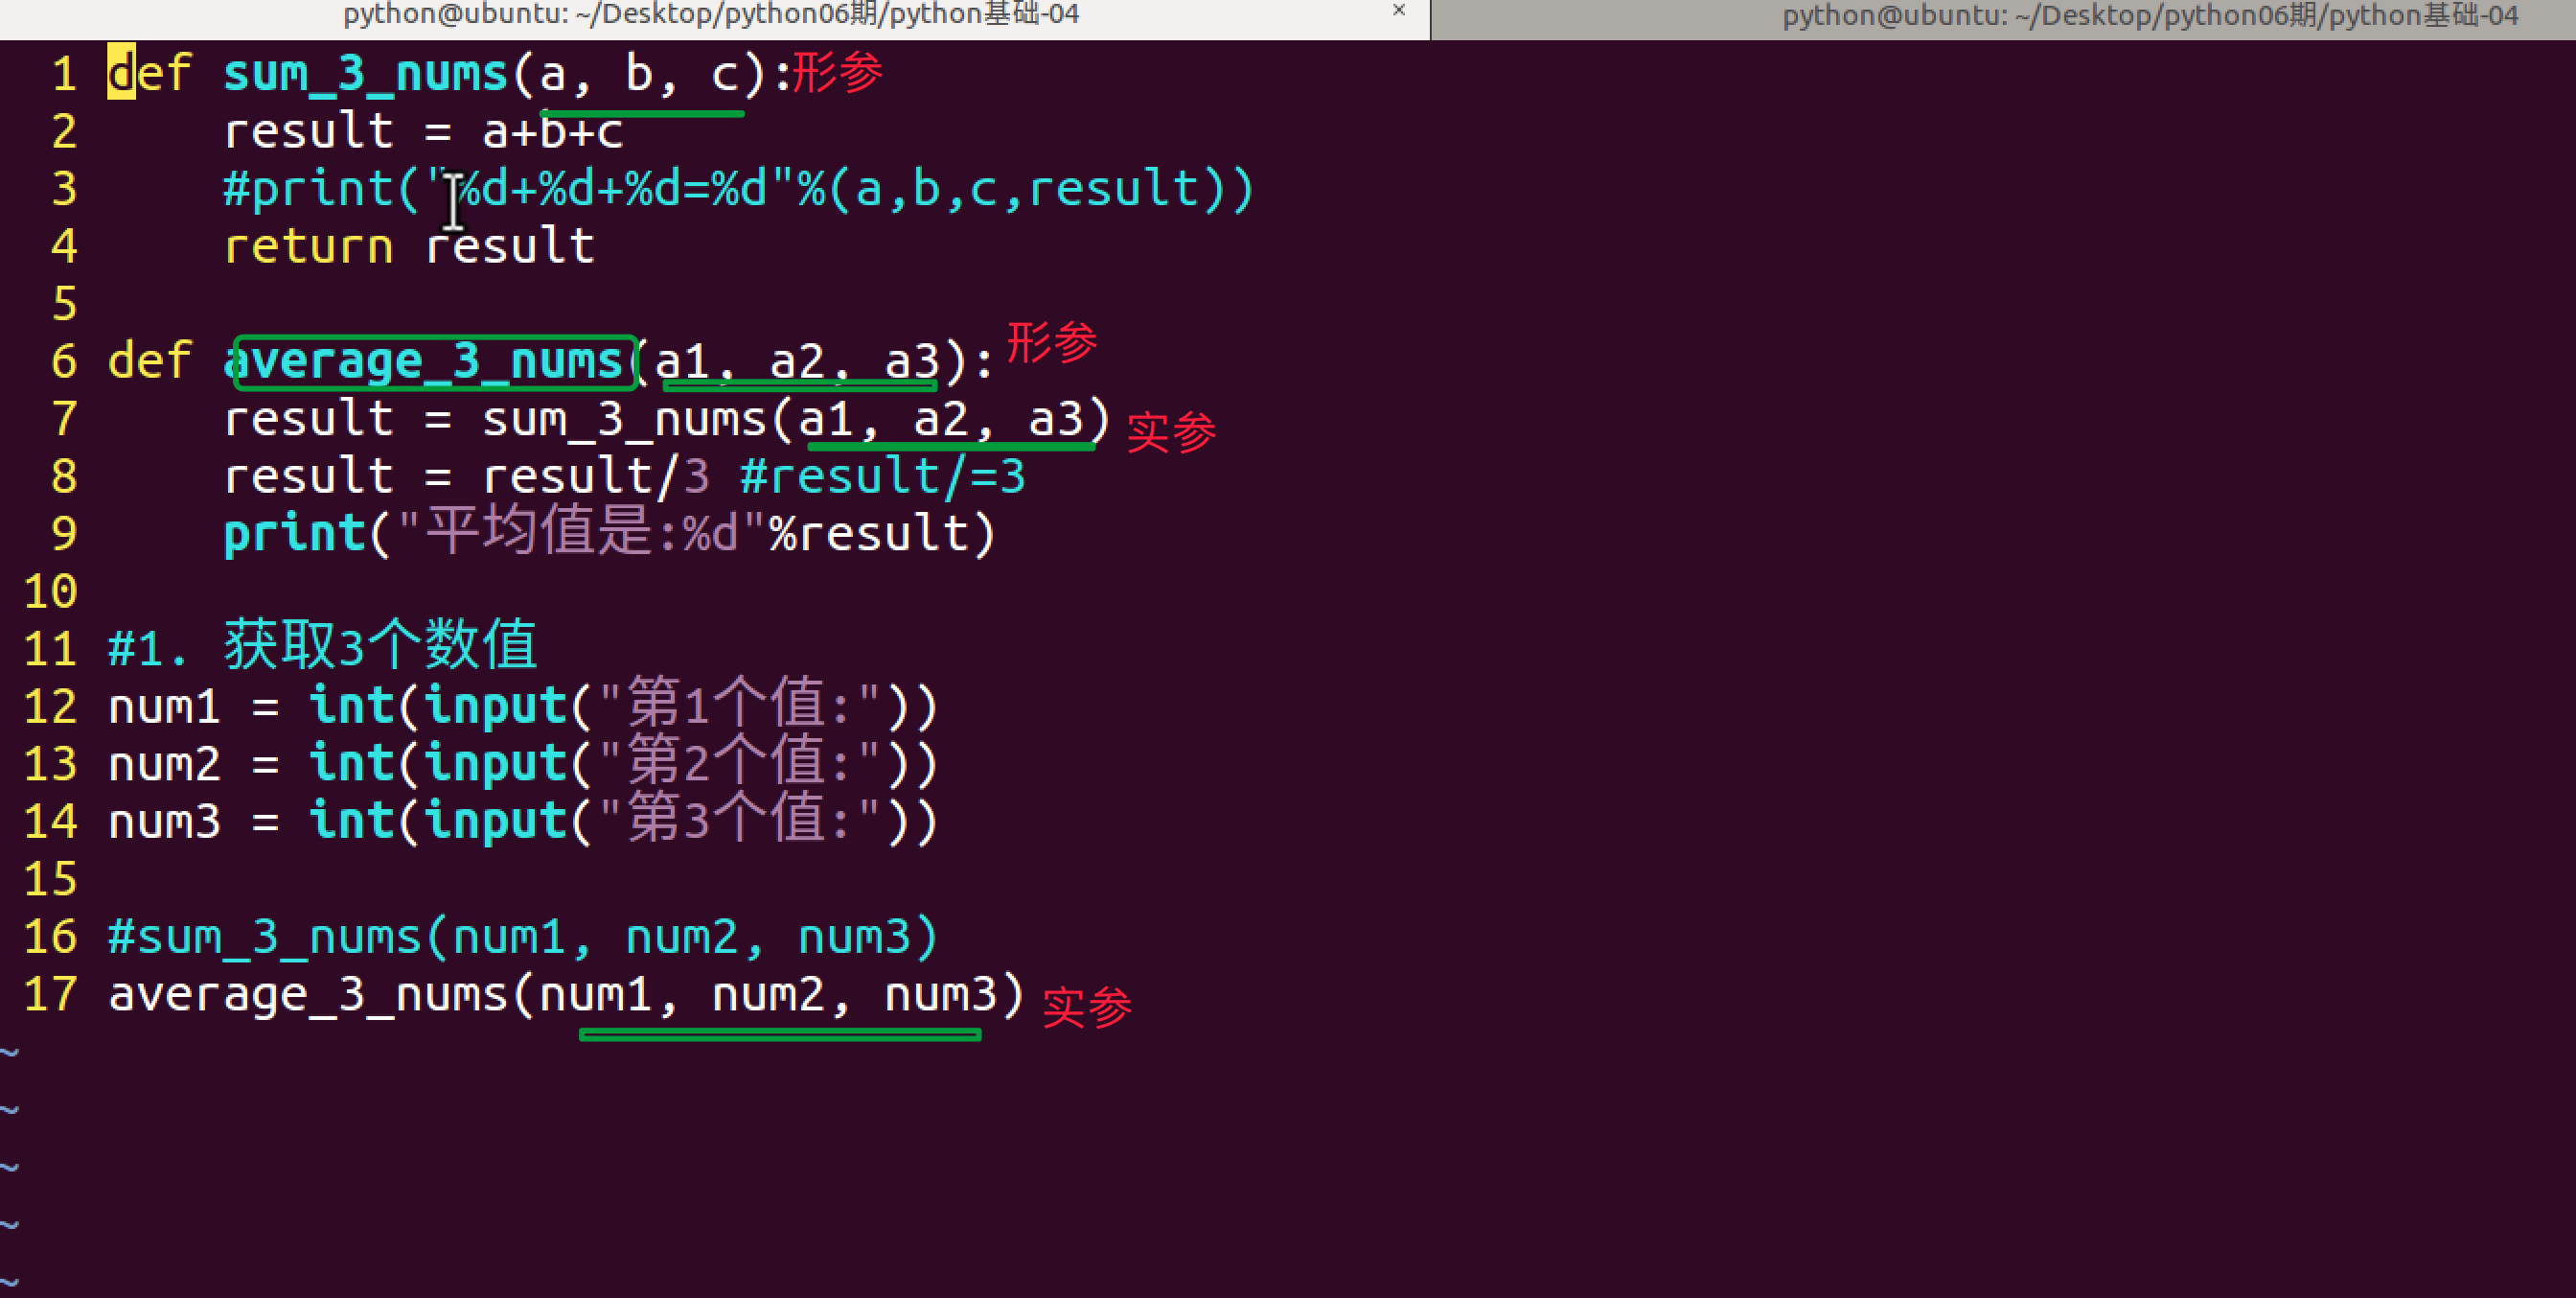 python@ubuntu: ~/Desktop/python06期/python基础-04 × python@ubuntu: ~/Desktop/python06期/python基础-04
1 def sum_3_nums(a, b, c):形参
2     result = a+b+c
3     #print("%d+%d+%d=%d"%(a,b,c,result))
4     return result
5
6 def average_3_nums(a1, a2, a3): 形参
7     result = sum_3_nums(a1, a2, a3) 实参
8     result = result/3 #result/=3
9     print("平均值是:%d"%result)
10
11 #1. 获取3个数值
12 num1 = int(input("第1个值:"))
13 num2 = int(input("第2个值:"))
14 num3 = int(input("第3个值:"))
15
16 #sum_3_nums(num1, num2, num3)
17 average_3_nums(num1, num2, num3) 实参
~
~
~
~
~